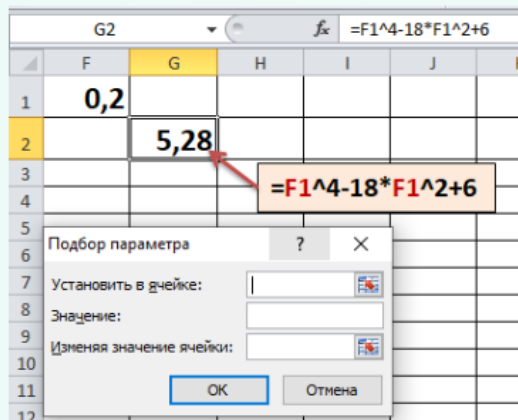 G2 fx =F1^4-18*F1^2+6
F G H I J
1 0,2
2 5,28
=F1^4-18*F1^2+6
3
4
5
6
7
8
9
10
11
12
Подбор параметра ? X
Установить в ячейке:
Значение:
Изменяя значение ячейки:
ОК Отмена